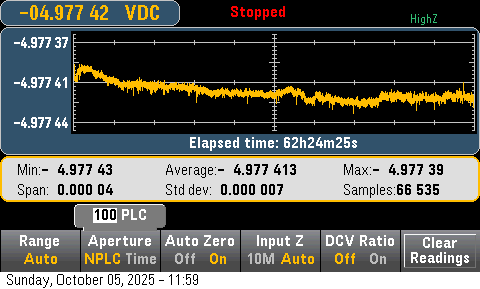 -04.977 42 VDC
Stopped
HighZ
-4.977 37
-4.977 41
-4.977 44
Elapsed time: 62h24m25s
Min:- 4.977 43 Average:- 4.977 413 Max:- 4.977 39
Span: 0.000 04 Std dev: 0.000 007 Samples:66 535
100 PLC
Range Aperture Auto Zero Input Z DCV Ratio Clear
Auto NPLC Time Off On 10M Auto Off On Readings
Sunday, October 05, 2025 - 11:59